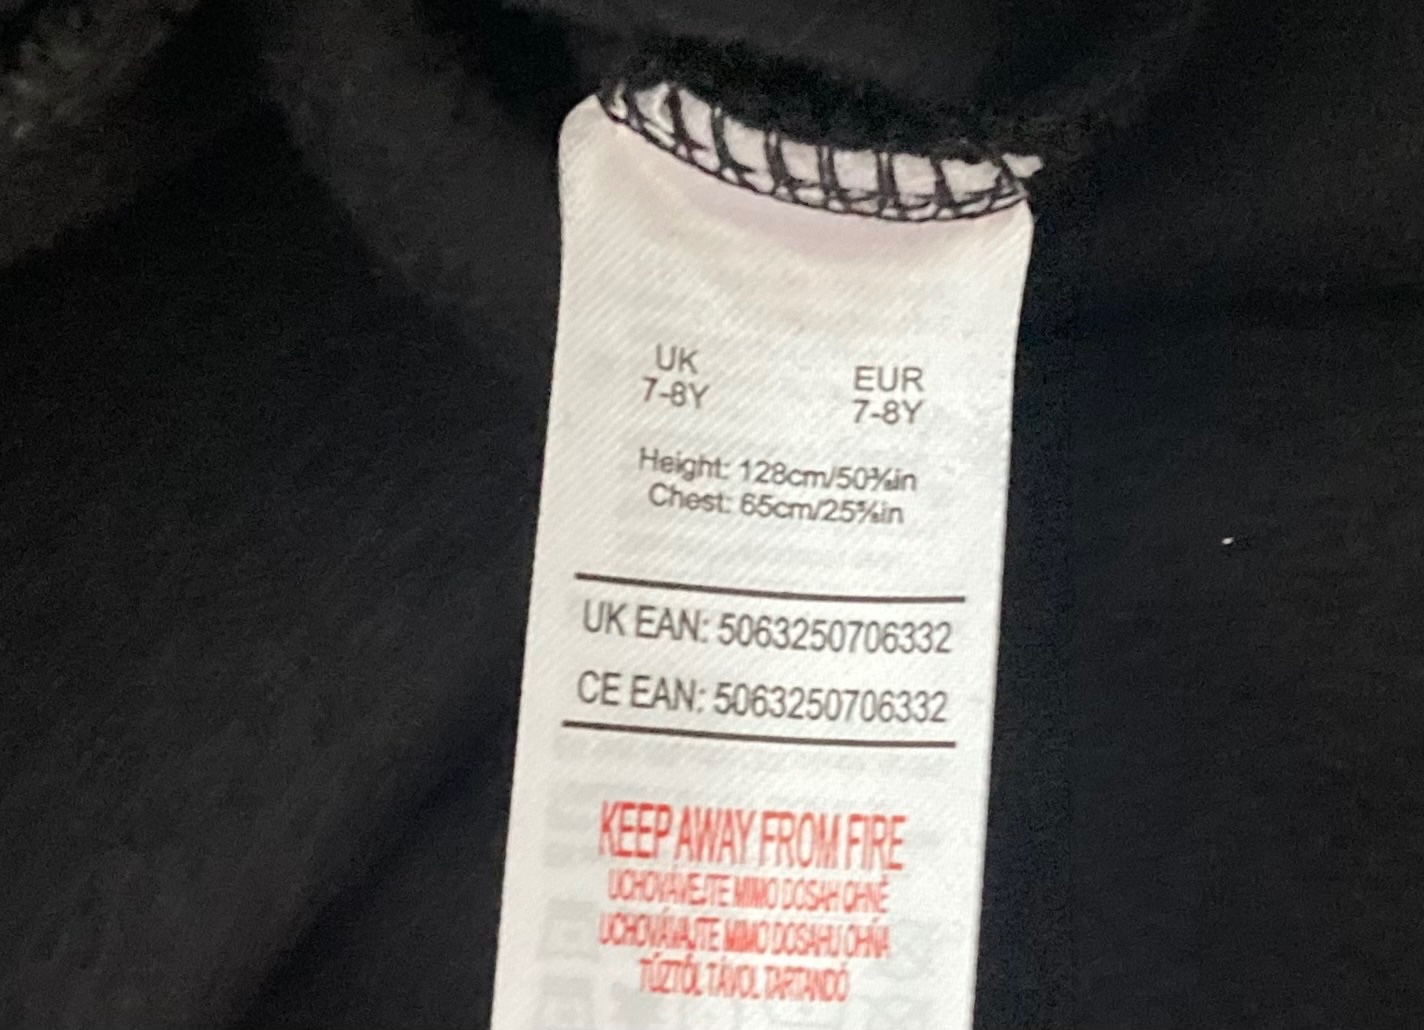 UK
7-8Y
EUR
7-8Y
Height: 128cm/50⅜in
Chest: 65cm/25⅝in
UK EAN: 5063250706332
CE EAN: 5063250706332
KEEP AWAY FROM FIRE
UCHOVÁVEJTE MIMO DOSAH OHNĚ
UCHOVÁVAJTE MIMO DOSAHU OHŇA
TŰZTŐL TÁVOL TARTANDÓ